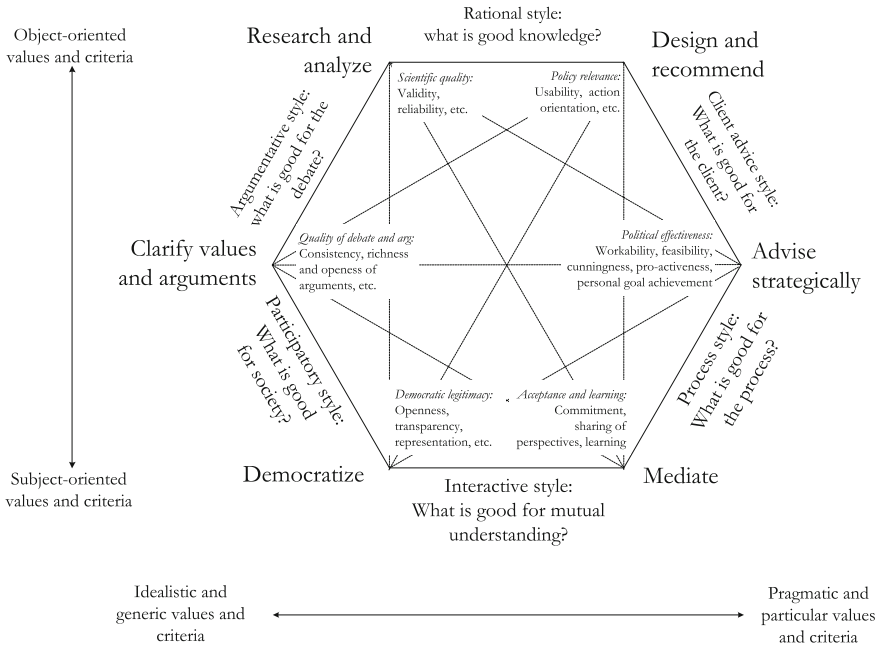 Object-oriented
values and criteria
Research and
analyze
Rational style:
what is good knowledge?
Design and
recommend
Scientific quality:
Validity,
reliability, etc.
Policy relevance:
Usability, action
orientation, etc.
Argumentative style:
what is good for the
debate?
Client advice style:
What is good for
the client?
Clarify values
and arguments
Quality of debate and arg:
Consistency, richness
and openess of
arguments, etc.
Political effectiveness:
Workability, feasibility,
cunningness, pro-activeness,
personal goal achievement
Advise
strategically
Participatory style:
What is good
for society?
Process style:
What is good for
the process?
Democratic legitimacy:
Openness,
transparency,
representation, etc.
Acceptance and learning:
Commitment,
sharing of
perspectives, learning
Subject-oriented
values and criteria
Democratize
Mediate
Interactive style:
What is good for mutual
understanding?
Idealistic and
generic values and
criteria
Pragmatic and
particular values
and criteria